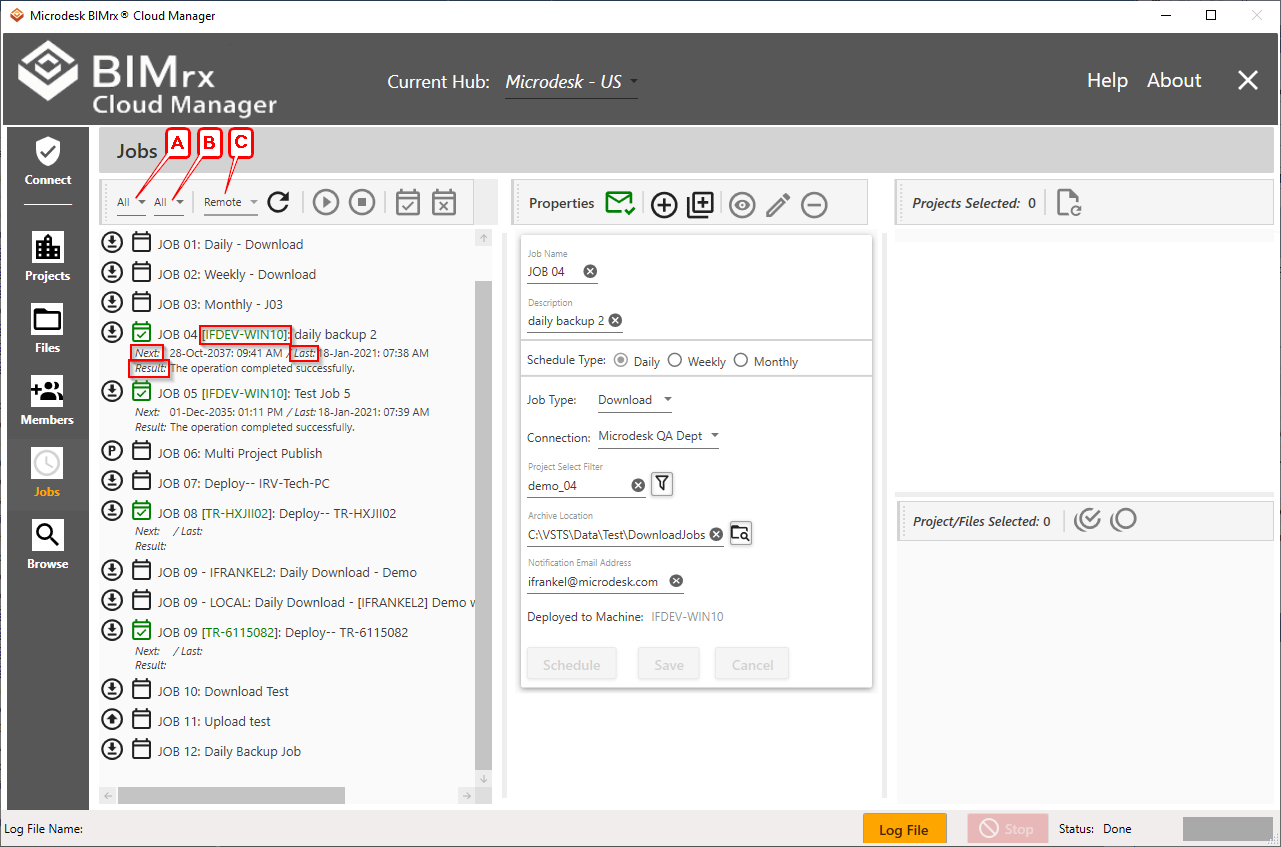 Microdesk BIMrx® Cloud Manager
BIMrx
Cloud Manager
Current Hub: Microdesk - US
Help About
Connect
Projects
Files
Members
Jobs
Browse
Jobs
A B C
All All Remote
JOB 01: Daily - Download
JOB 02: Weekly - Download
JOB 03: Monthly - J03
JOB 04 [IFDEV-WIN10]: daily backup 2
Next: 28-Oct-2037: 09:41 AM / Last: 18-Jan-2021: 07:38 AM
Result: The operation completed successfully.
JOB 05 [IFDEV-WIN10]: Test Job 5
Next: 01-Dec-2035: 01:11 PM / Last: 18-Jan-2021: 07:39 AM
Result: The operation completed successfully.
P JOB 06: Multi Project Publish
JOB 07: Deploy-- IRV-Tech-PC
JOB 08 [TR-HXJII02]: Deploy-- TR-HXJII02
Next: / Last:
Result:
JOB 09 - IFRANKEL2: Daily Download - Demo
JOB 09 - LOCAL: Daily Download - [IFRANKEL2] Demo w
JOB 09 [TR-6115082]: Deploy-- TR-6115082
Next: / Last:
Result:
JOB 10: Download Test
JOB 11: Upload test
JOB 12: Daily Backup Job
Properties
Job Name
JOB 04
Description
daily backup 2
Schedule Type: Daily Weekly Monthly
Job Type: Download
Connection: Microdesk QA Dept
Project Select Filter
demo_04
Archive Location
C:\VSTS\Data\Test\DownloadJobs
Notification Email Address
ifrankel@microdesk.com
Deployed to Machine: IFDEV-WIN10
Schedule Save Cancel
Projects Selected: 0
Project/Files Selected: 0
Log File Name:
Log File
Stop
Status: Done